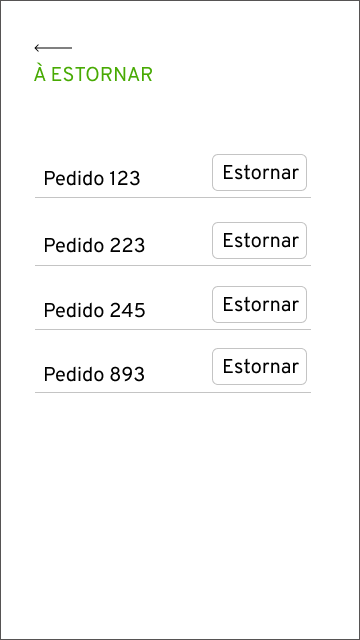 À ESTORNAR
Pedido 123 Estornar
Pedido 223 Estornar
Pedido 245 Estornar
Pedido 893 Estornar